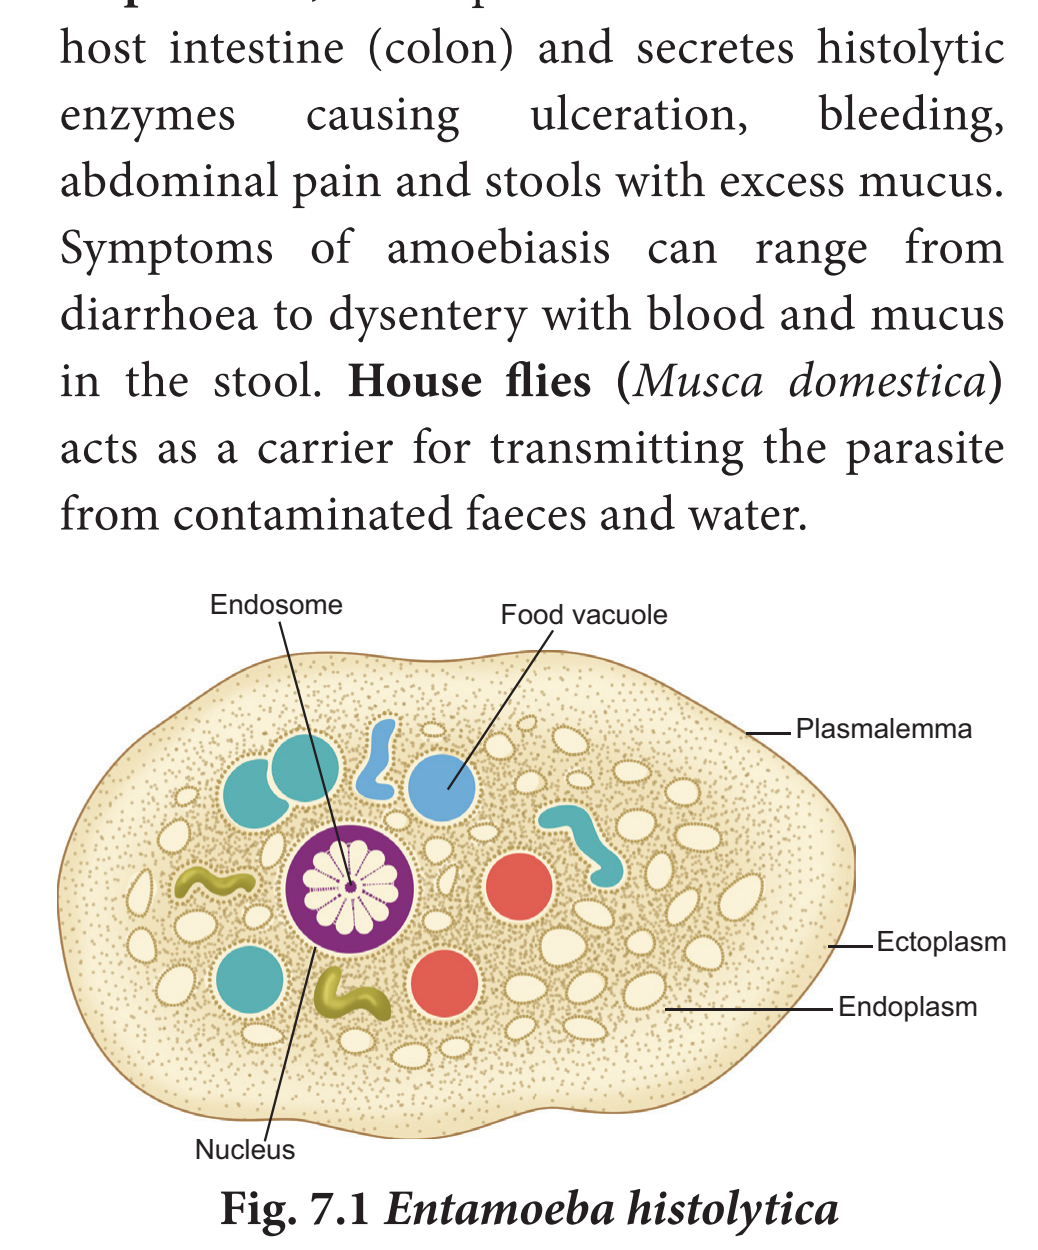 host intestine (colon) and secretes histolytic
enzymes causing ulceration, bleeding,
abdominal pain and stools with excess mucus.
Symptoms of amoebiasis can range from
diarrhoea to dysentery with blood and mucus
in the stool. House flies (Musca domestica)
acts as a carrier for transmitting the parasite
from contaminated faeces and water.
Endosome
Food vacuole
Plasmalemma
Ectoplasm
Endoplasm
Nucleus
Fig. 7.1 Entamoeba histolytica